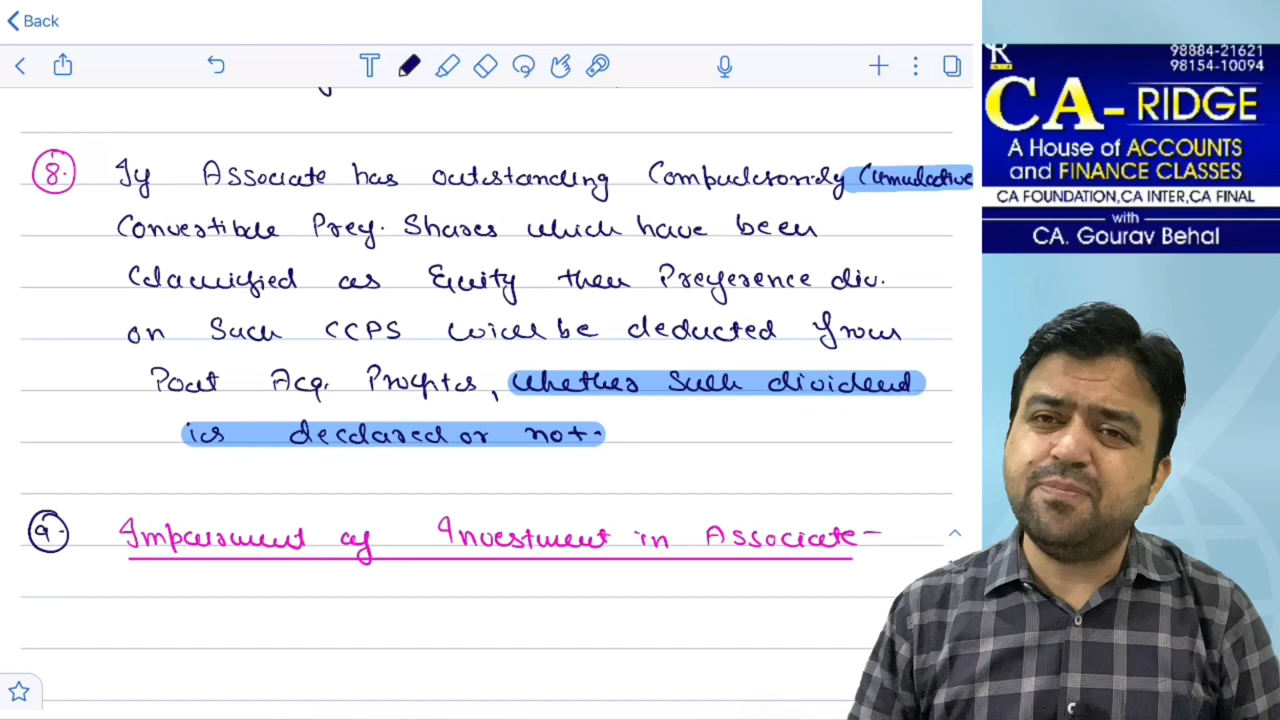 Back
98884-21621
98154-10094
CA- RIDGE
A House of ACCOUNTS
and FINANCE CLASSES
CA FOUNDATION,CA INTER,CA FINAL
with
CA. Gourav Behal
T
8. If Associate has outstanding Compulsorily Cumulative
Convertible Pref. Shares which have been
Classified as Equity then Preference div.
on Such CCPS will be deducted from
Post Acq. Profits, whether such dividend
is declared or not.
9. Impairment of Investment in Associate-